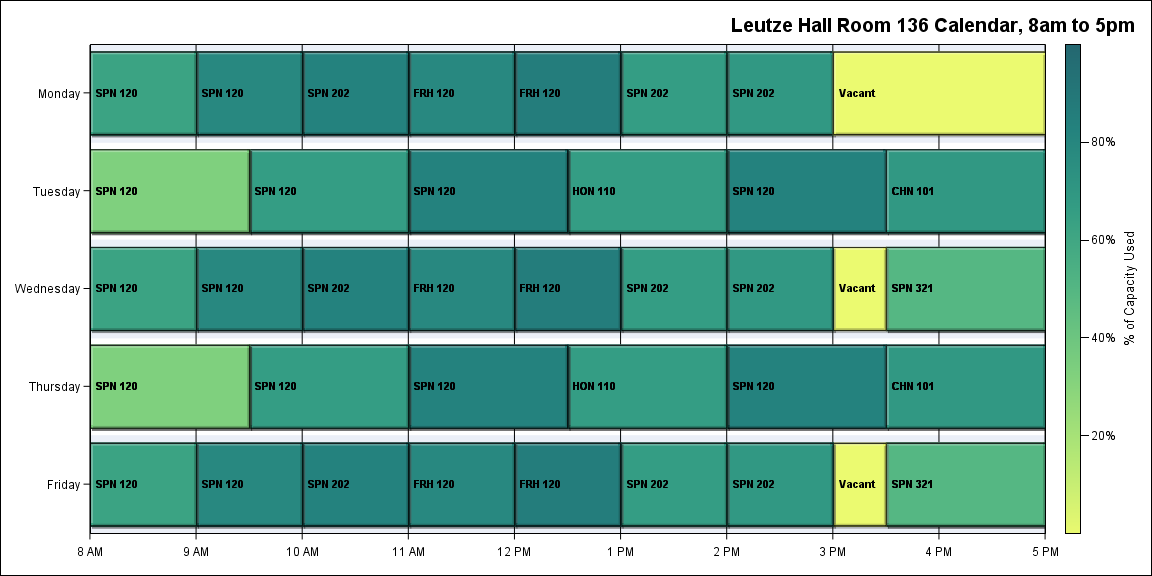 Leutze Hall Room 136 Calendar, 8am to 5pm
Monday
SPN 120
SPN 120
SPN 202
FRH 120
FRH 120
SPN 202
SPN 202
Vacant
Tuesday
SPN 120
SPN 120
SPN 120
HON 110
SPN 120
CHN 101
Wednesday
SPN 120
SPN 120
SPN 202
FRH 120
FRH 120
SPN 202
SPN 202
Vacant
SPN 321
Thursday
SPN 120
SPN 120
SPN 120
HON 110
SPN 120
CHN 101
Friday
SPN 120
SPN 120
SPN 202
FRH 120
FRH 120
SPN 202
SPN 202
Vacant
SPN 321
8 AM
9 AM
10 AM
11 AM
12 PM
1 PM
2 PM
3 PM
4 PM
5 PM
80%
60%
40%
20%
% of Capacity Used